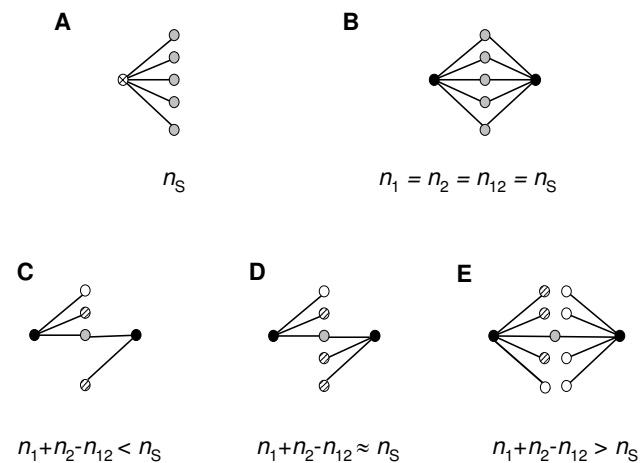 A
B
n_S
n_1 = n_2 = n_12 = n_S
C
D
E
n_1+n_2-n_12 < n_S
n_1+n_2-n_12 ≈ n_S
n_1+n_2-n_12 > n_S